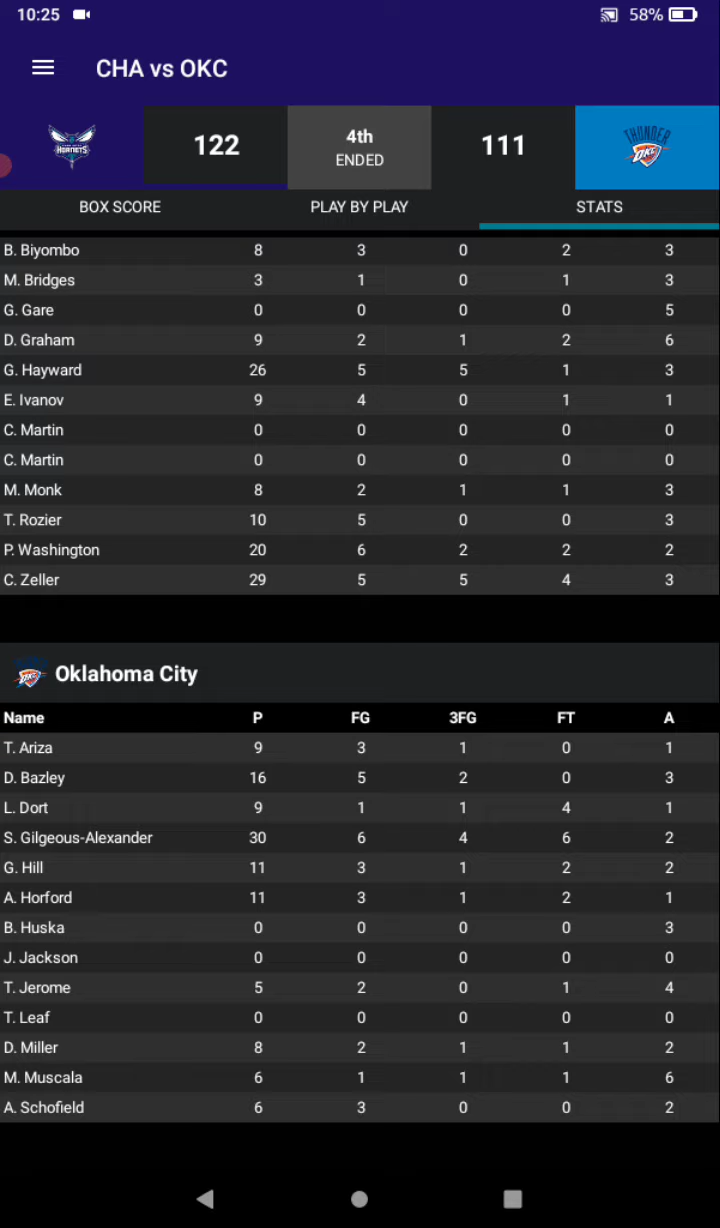 10:25 58%
CHA vs OKC
HORNETS 122 4th ENDED 111 THUNDER OKC
BOX SCORE PLAY BY PLAY STATS
B. Biyombo 8 3 0 2 3
M. Bridges 3 1 0 1 3
G. Gare 0 0 0 0 5
D. Graham 9 2 1 2 6
G. Hayward 26 5 5 1 3
E. Ivanov 9 4 0 1 1
C. Martin 0 0 0 0 0
C. Martin 0 0 0 0 0
M. Monk 8 2 1 1 3
T. Rozier 10 5 0 0 3
P. Washington 20 6 2 2 2
C. Zeller 29 5 5 4 3
OKC Oklahoma City
Name P FG 3FG FT A
T. Ariza 9 3 1 0 1
D. Bazley 16 5 2 0 3
L. Dort 9 1 1 4 1
S. Gilgeous-Alexander 30 6 4 6 2
G. Hill 11 3 1 2 2
A. Horford 11 3 1 2 1
B. Huska 0 0 0 0 3
J. Jackson 0 0 0 0 0
T. Jerome 5 2 0 1 4
T. Leaf 0 0 0 0 0
D. Miller 8 2 1 1 2
M. Muscala 6 1 1 1 6
A. Schofield 6 3 0 0 2